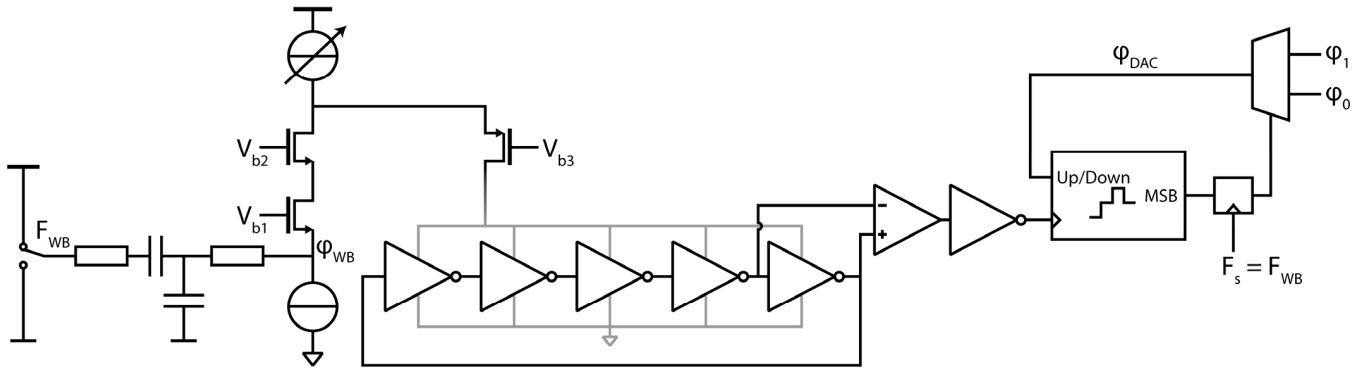 φDAC
φ1
φ0
Vb2
Vb3
Up/Down
MSB
Vb1
FWB
φWB
Fs = FWB
−
+